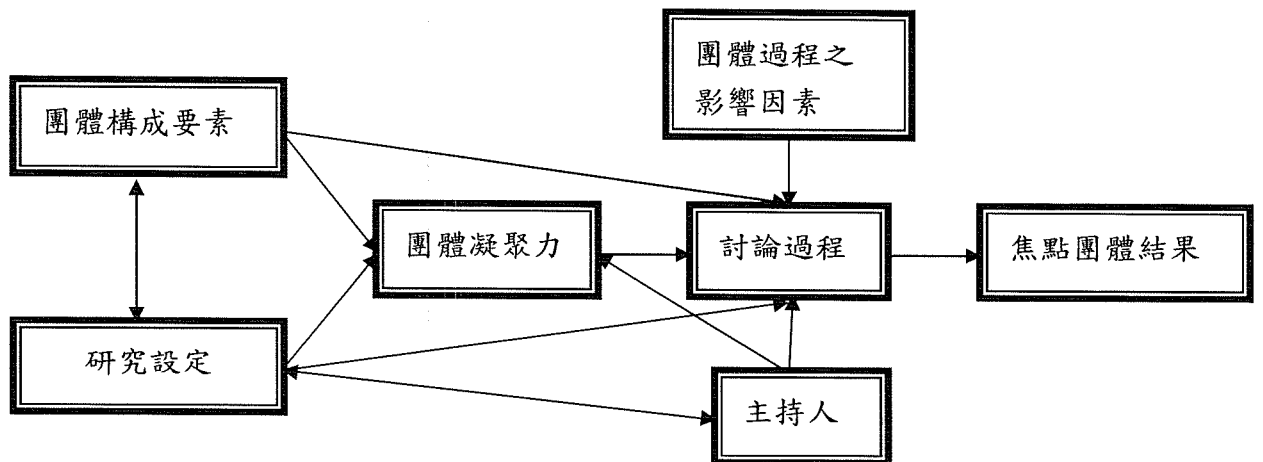 團體過程之
影響因素
團體構成要素
團體凝聚力
討論過程
焦點團體結果
研究設定
主持人